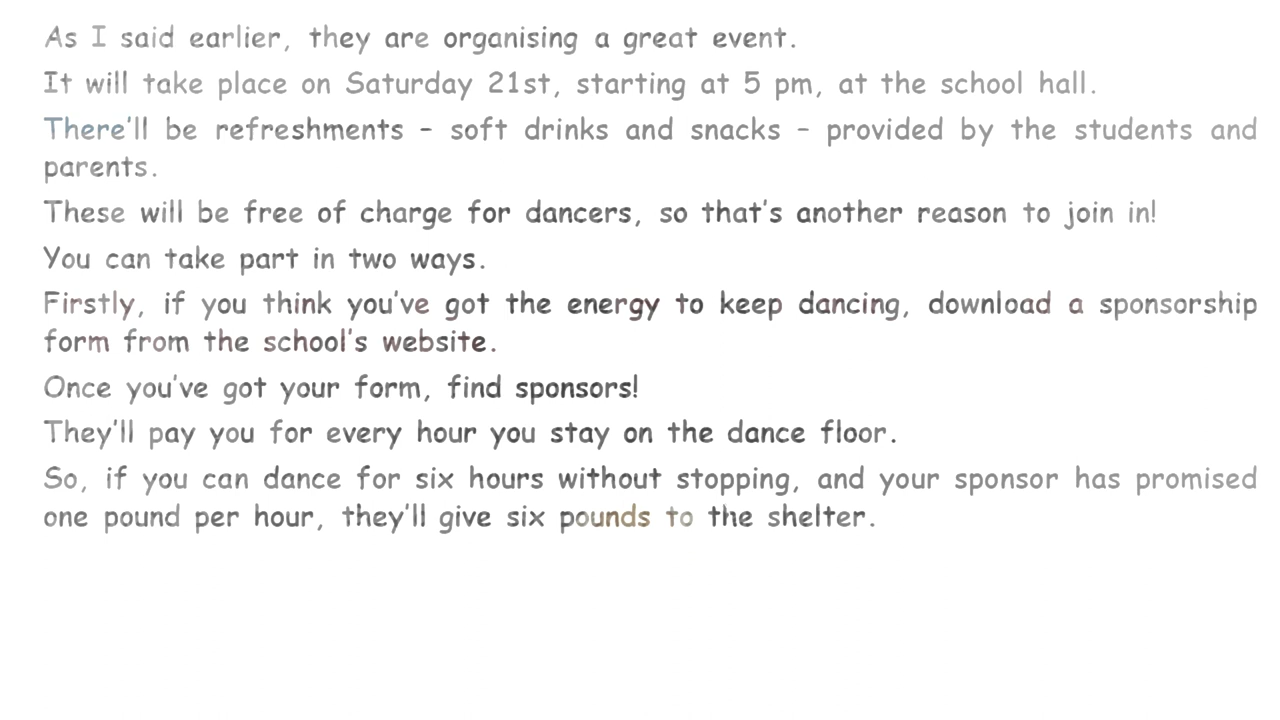 As I said earlier, they are organising a great event.
It will take place on Saturday 21st, starting at 5 pm, at the school hall.
There'll be refreshments – soft drinks and snacks – provided by the students and
parents.
These will be free of charge for dancers, so that's another reason to join in!
You can take part in two ways.
Firstly, if you think you've got the energy to keep dancing, download a sponsorship
form from the school's website.
Once you've got your form, find sponsors!
They'll pay you for every hour you stay on the dance floor.
So, if you can dance for six hours without stopping, and your sponsor has promised
one pound per hour, they'll give six pounds to the shelter.